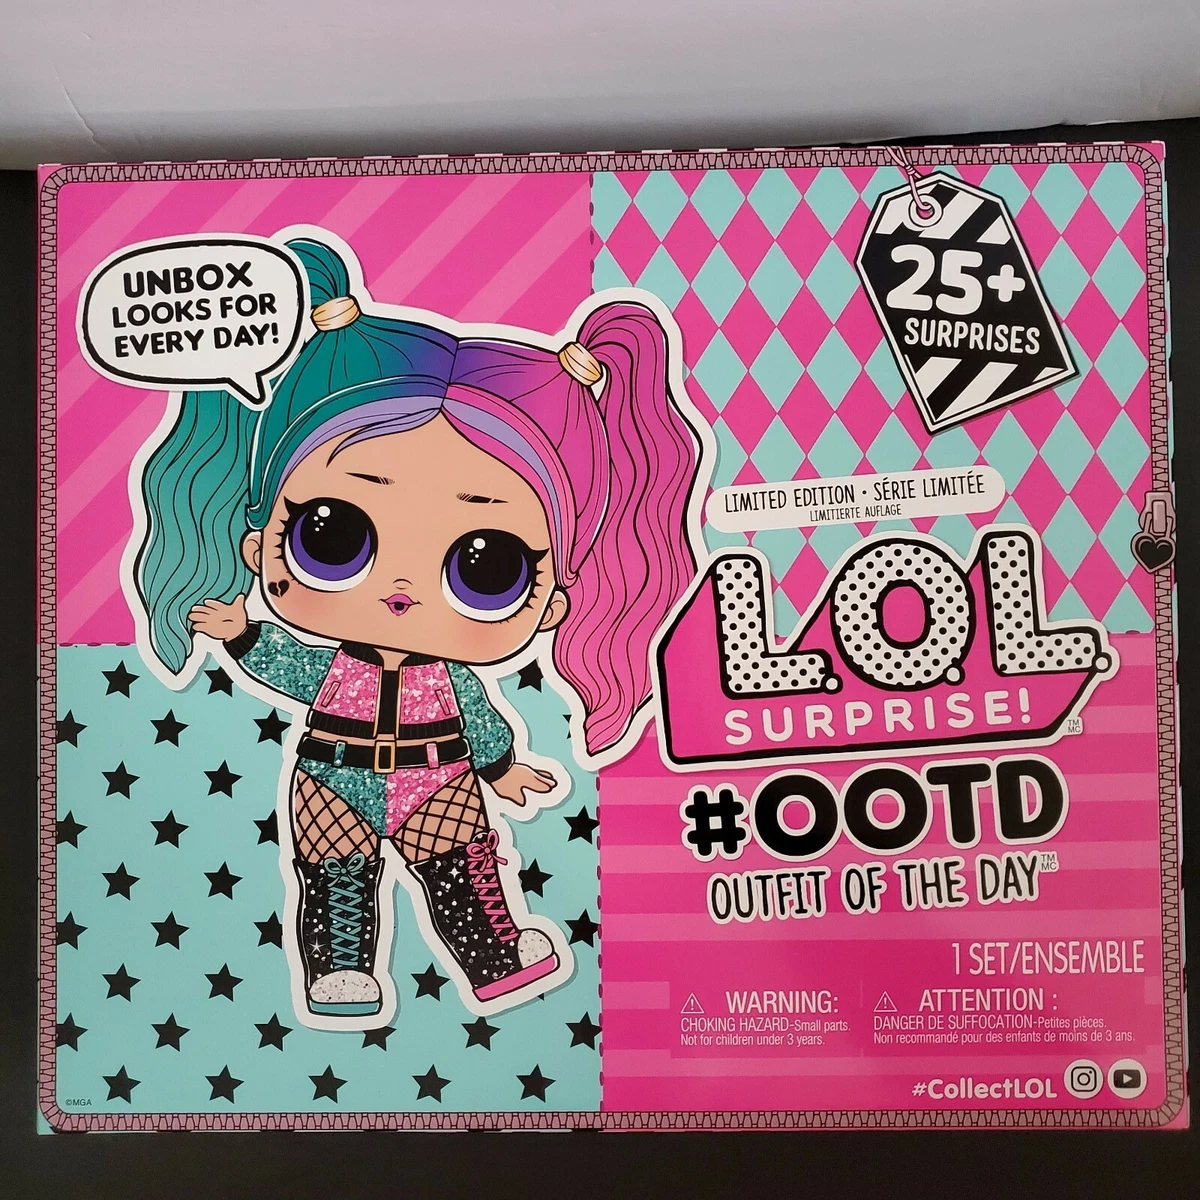 UNBOX
LOOKS FOR
EVERY DAY!
25+
SURPRISES
LIMITED EDITION • SÉRIE LIMITÉE
LIMITIERTE AUFLAGE
L.O.L.
SURPRISE!
TM
MC
#OOTD
OUTFIT OF THE DAY
TM
MC
1 SET/ENSEMBLE
WARNING:
CHOKING HAZARD-Small parts.
Not for children under 3 years.
ATTENTION :
DANGER DE SUFFOCATION-Petites pièces.
Non recommandé pour des enfants de moins de 3 ans.
#CollectLOL
©MGA